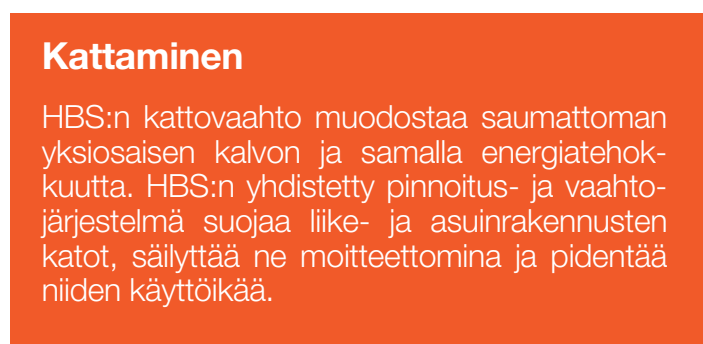 Kattaminen
HBS:n kattovaahto muodostaa saumattoman
yksiosaisen kalvon ja samalla energiatehok-
kuutta. HBS:n yhdistetty pinnoitus- ja vaahto-
järjestelmä suojaa liike- ja asuinrakennusten
katot, säilyttää ne moitteettomina ja pidentää
niiden käyttöikää.